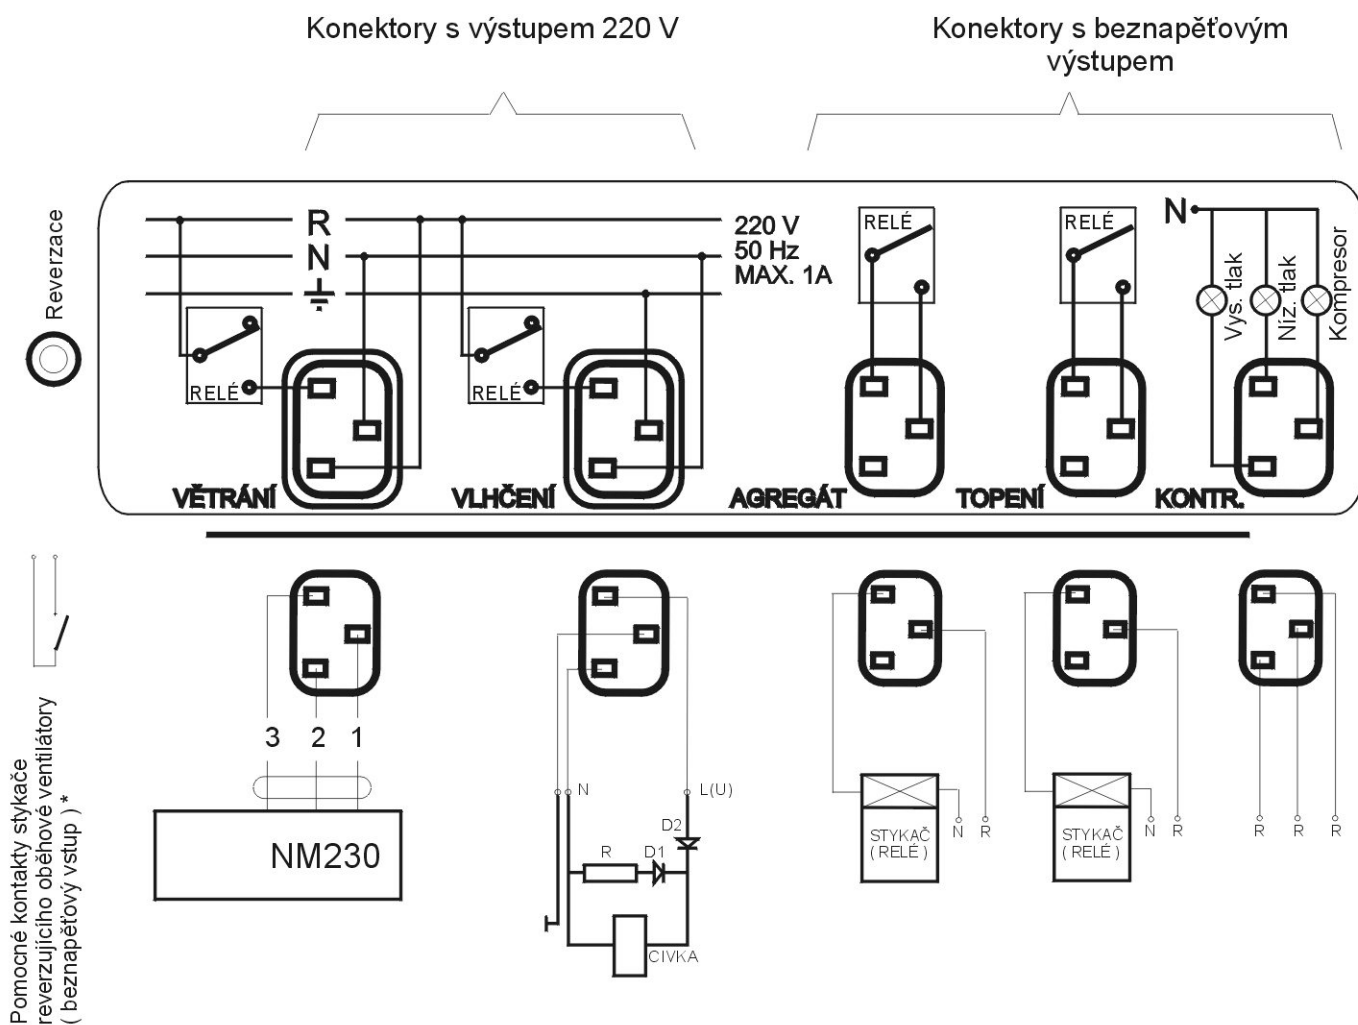 Konektory s výstupem 220 V
Konektory s beznapěťovým
výstupem
Reverzace
R
N
220 V
50 Hz
MAX. 1A
RELÉ
RELÉ
RELÉ
RELÉ
N
Vys. tlak
Níz. tlak
Kompresor
VĚTRÁNÍ
VLHČENÍ
AGREGÁT
TOPENÍ
KONTR.
Pomocné kontakty stykače
reverzujícího oběhové ventilátory
( beznapěťový vstup ) *
3 2 1
NM230
N
L(U)
D2
R
D1
CIVKA
STYKAČ
( RELÉ )
N R
STYKAČ
( RELÉ )
N R
R R R